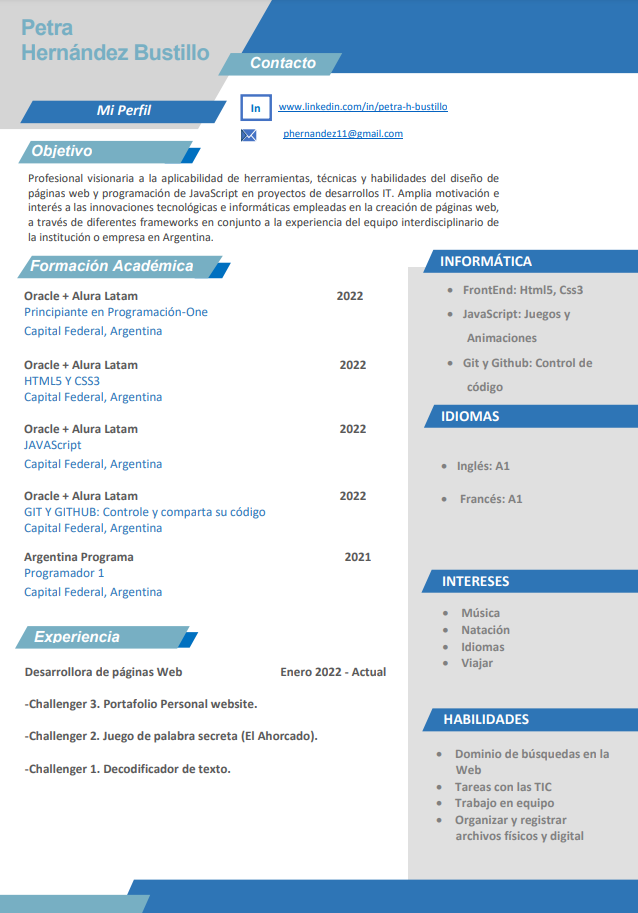 Petra
Hernández Bustillo
Contacto
Mi Perfil
In
www.linkedin.com/in/petra-h-bustillo
phernandez11@gmail.com
Objetivo
Profesional visionaria a la aplicabilidad de herramientas, técnicas y habilidades del diseño de
páginas web y programación de JavaScript en proyectos de desarrollos IT. Amplia motivación e
interés a las innovaciones tecnológicas e informáticas empleadas en la creación de páginas web,
a través de diferentes frameworks en conjunto a la experiencia del equipo interdisciplinario de
la institución o empresa en Argentina.
Formación Académica
Oracle + Alura Latam 2022
Principiante en Programación-One
Capital Federal, Argentina
Oracle + Alura Latam 2022
HTML5 Y CSS3
Capital Federal, Argentina
Oracle + Alura Latam 2022
JAVAScript
Capital Federal, Argentina
Oracle + Alura Latam 2022
GIT Y GITHUB: Controle y comparta su código
Capital Federal, Argentina
Argentina Programa 2021
Programador 1
Capital Federal, Argentina
Experiencia
Desarrollora de páginas Web Enero 2022 - Actual
-Challenger 3. Portafolio Personal website.
-Challenger 2. Juego de palabra secreta (El Ahorcado).
-Challenger 1. Decodificador de texto.
INFORMÁTICA
• FrontEnd: Html5, Css3
• JavaScript: Juegos y
Animaciones
• Git y Github: Control de
código
IDIOMAS
• Inglés: A1
• Francés: A1
INTERESES
• Música
• Natación
• Idiomas
• Viajar
HABILIDADES
• Dominio de búsquedas en la
Web
• Tareas con las TIC
• Trabajo en equipo
• Organizar y registrar
archivos físicos y digital